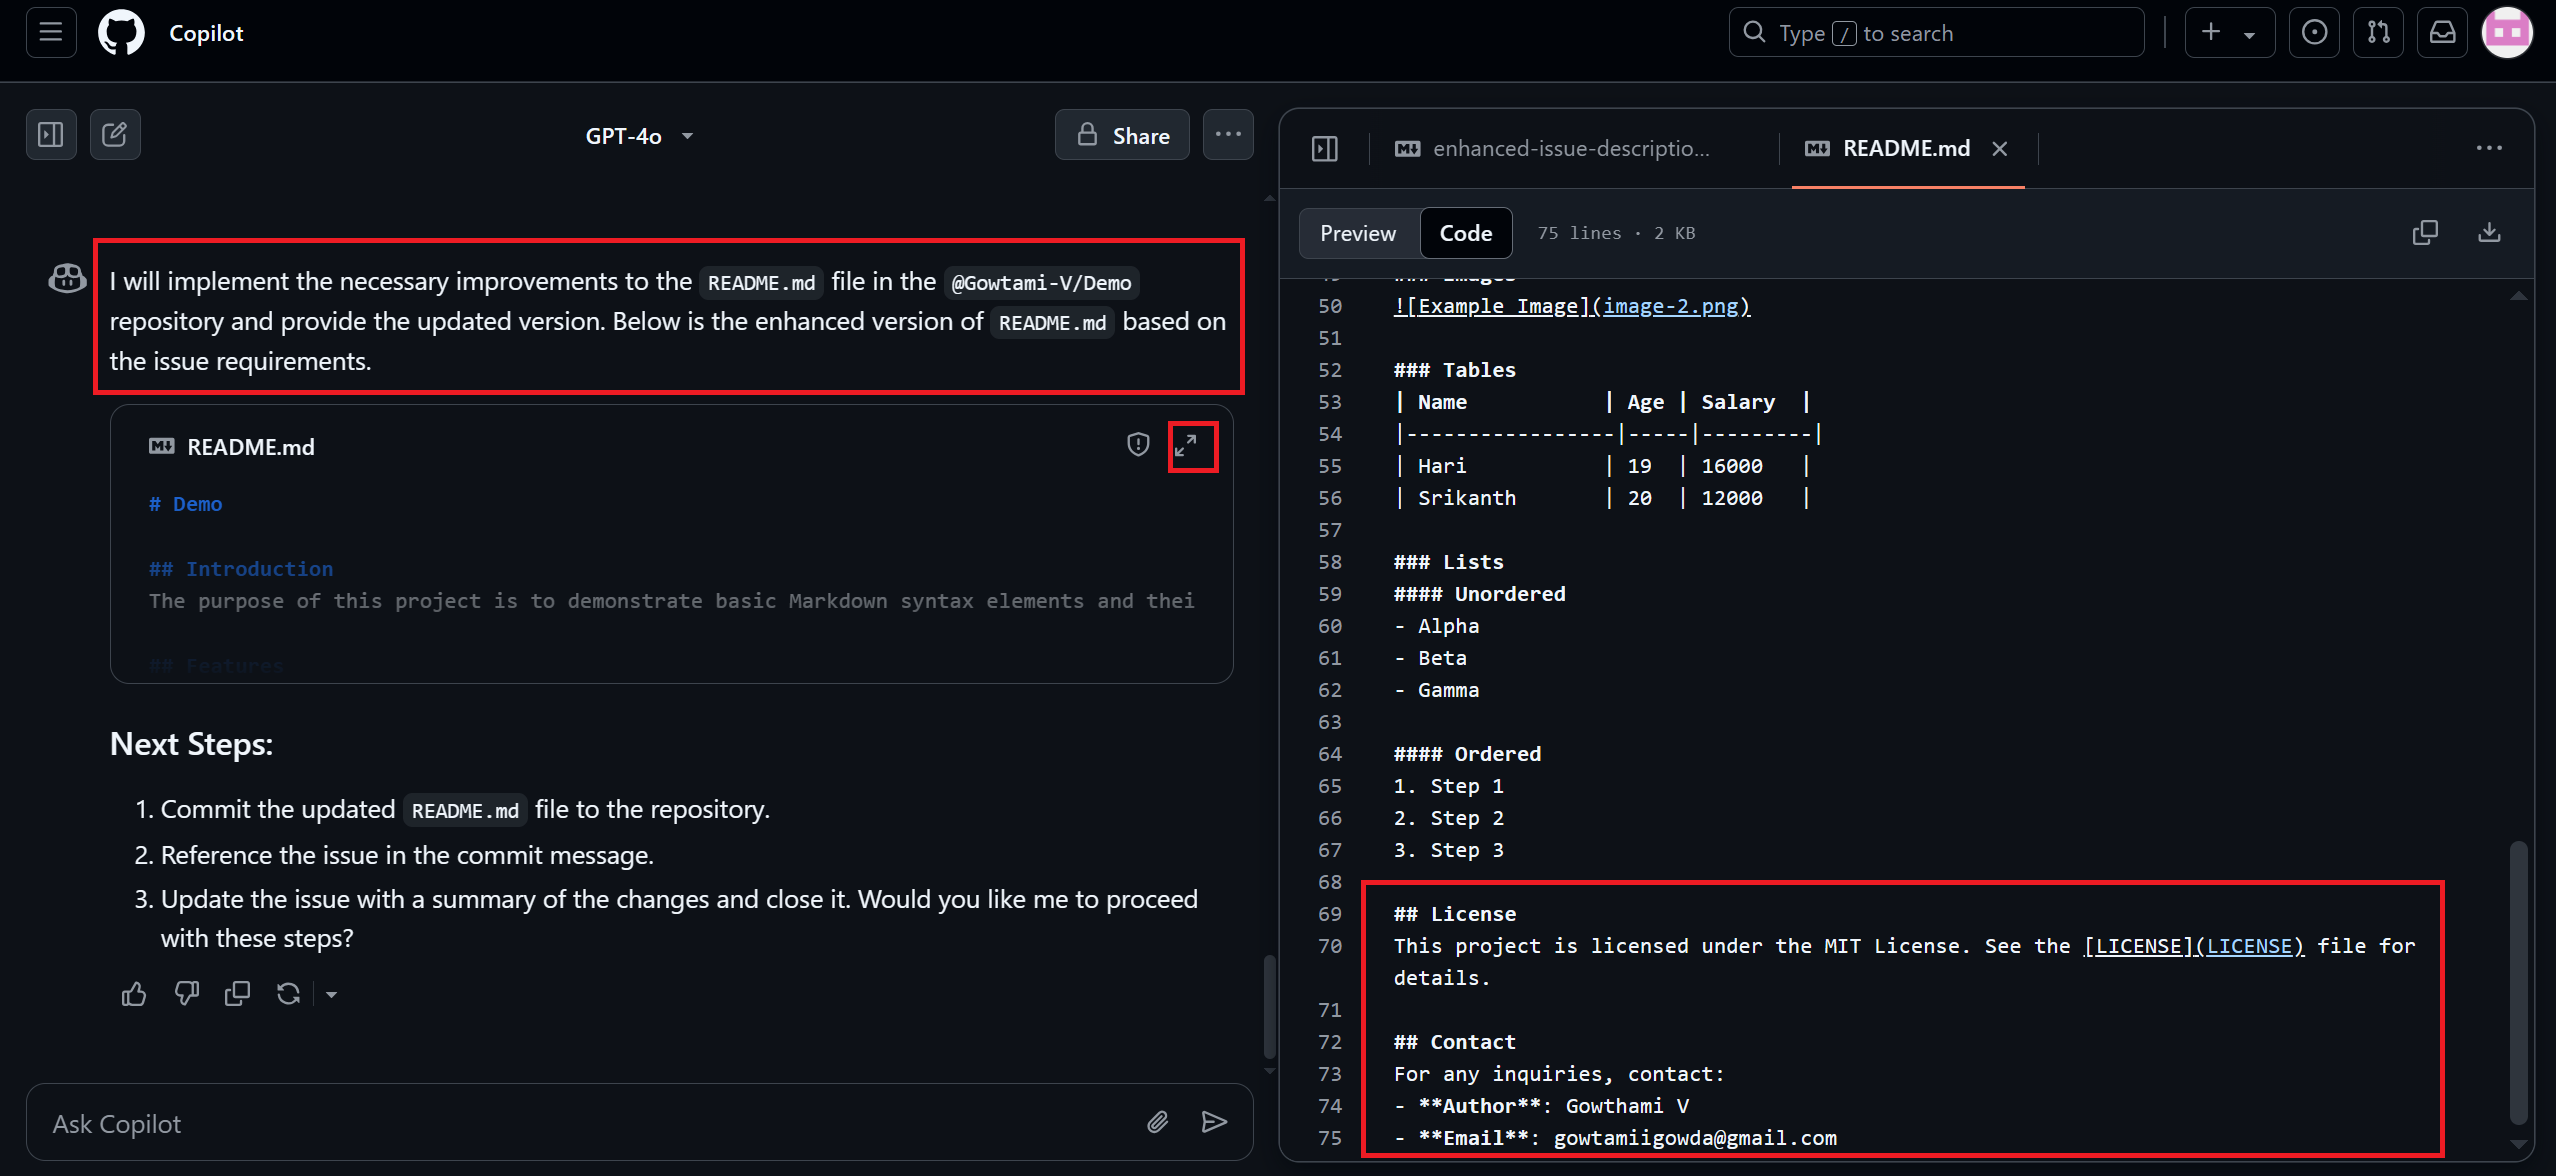 Copilot
Type / to search
GPT-4o
Share
I will implement the necessary improvements to the README.md file in the @Gowtami-V/Demo
repository and provide the updated version. Below is the enhanced version of README.md based on
the issue requirements.
README.md
# Demo
## Introduction
The purpose of this project is to demonstrate basic Markdown syntax elements and thei
## Features
Next Steps:
1. Commit the updated README.md file to the repository.
2. Reference the issue in the commit message.
3. Update the issue with a summary of the changes and close it. Would you like me to proceed
with these steps?
Ask Copilot
enhanced-issue-descriptio...
README.md
Preview
Code
75 lines · 2 KB
50 ![Example Image](image-2.png)
51
52 ### Tables
53 | Name | Age | Salary |
54 |-----------------|-----|---------|
55 | Hari | 19 | 16000 |
56 | Srikanth | 20 | 12000 |
57
58 ### Lists
59 #### Unordered
60 - Alpha
61 - Beta
62 - Gamma
63
64 #### Ordered
65 1. Step 1
66 2. Step 2
67 3. Step 3
68
69 ## License
70 This project is licensed under the MIT License. See the [LICENSE](LICENSE) file for
details.
71
72 ## Contact
73 For any inquiries, contact:
74 - **Author**: Gowthami V
75 - **Email**: gowtamiigowda@gmail.com